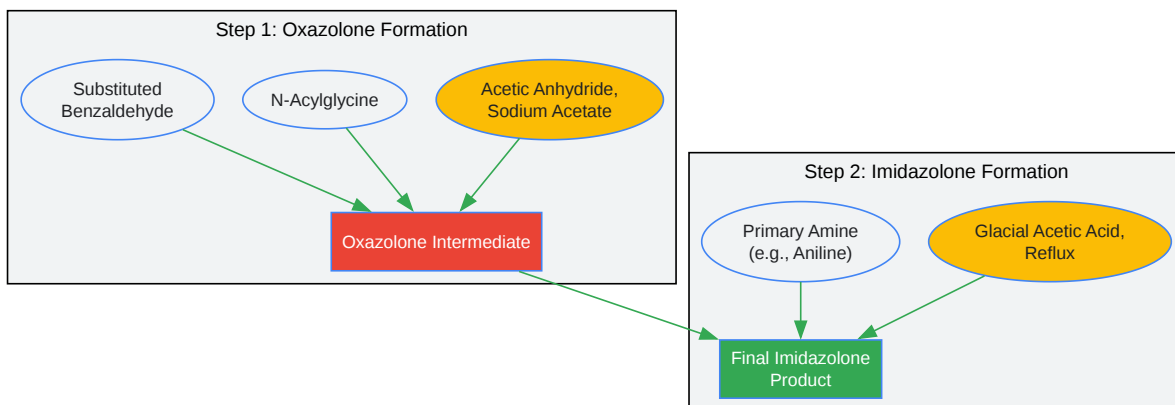 Step 1: Oxazolone Formation
Substituted
Benzaldehyde
N-Acylglycine
Acetic Anhydride,
Sodium Acetate
Oxazolone Intermediate
Step 2: Imidazolone Formation
Primary Amine
(e.g., Aniline)
Glacial Acetic Acid,
Reflux
Final Imidazolone
Product